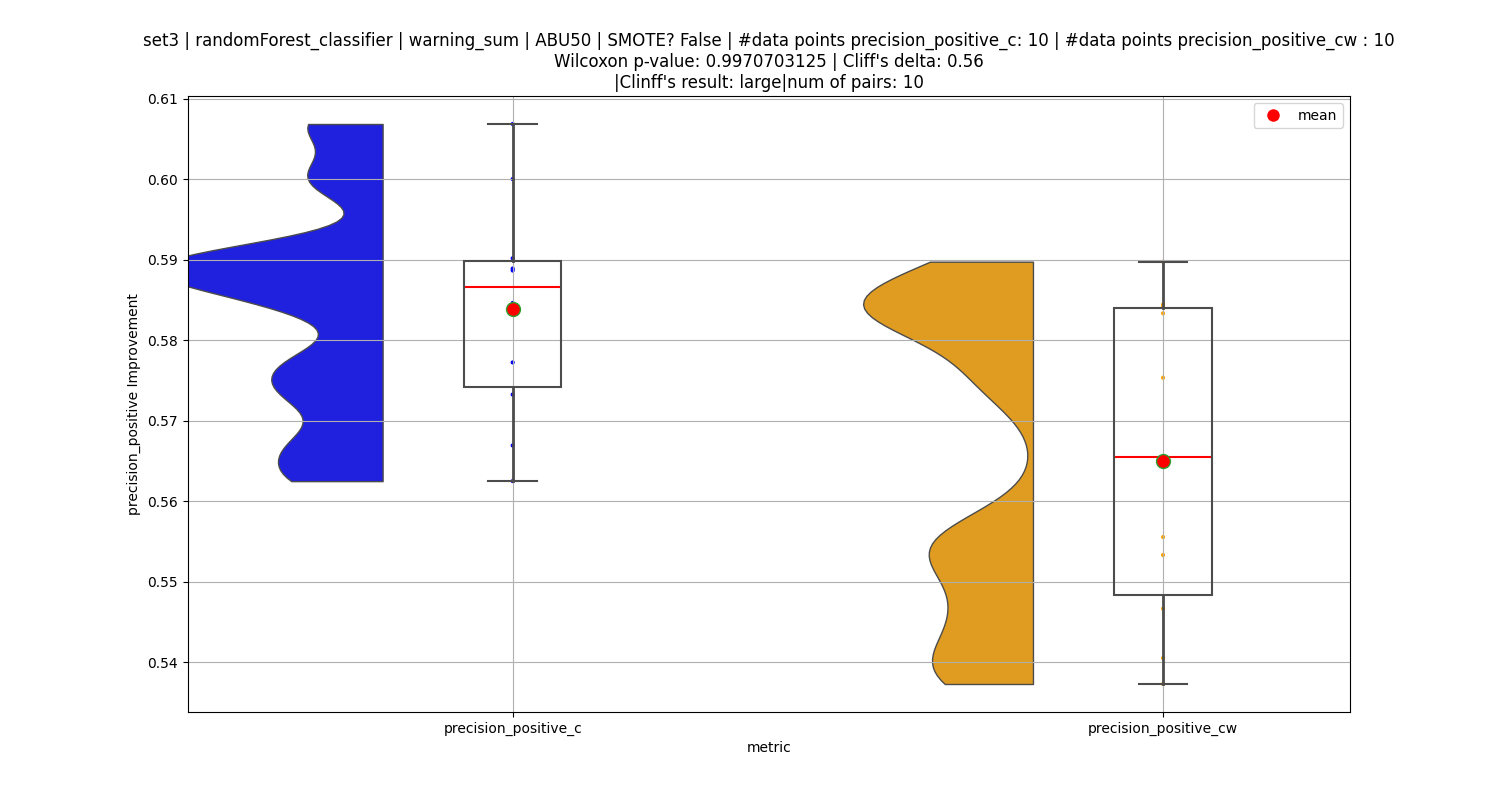 set3 | randomForest_classifier | warning_sum | ABU50 | SMOTE? False | #data points precision_positive_c: 10 | #data points precision_positive_cw : 10
Wilcoxon p-value: 0.9970703125 | Cliff's delta: 0.56
|Clinff's result: large|num of pairs: 10
mean
precision_positive Improvement
0.61
0.60
0.59
0.58
0.57
0.56
0.55
0.54
precision_positive_c
precision_positive_cw
metric